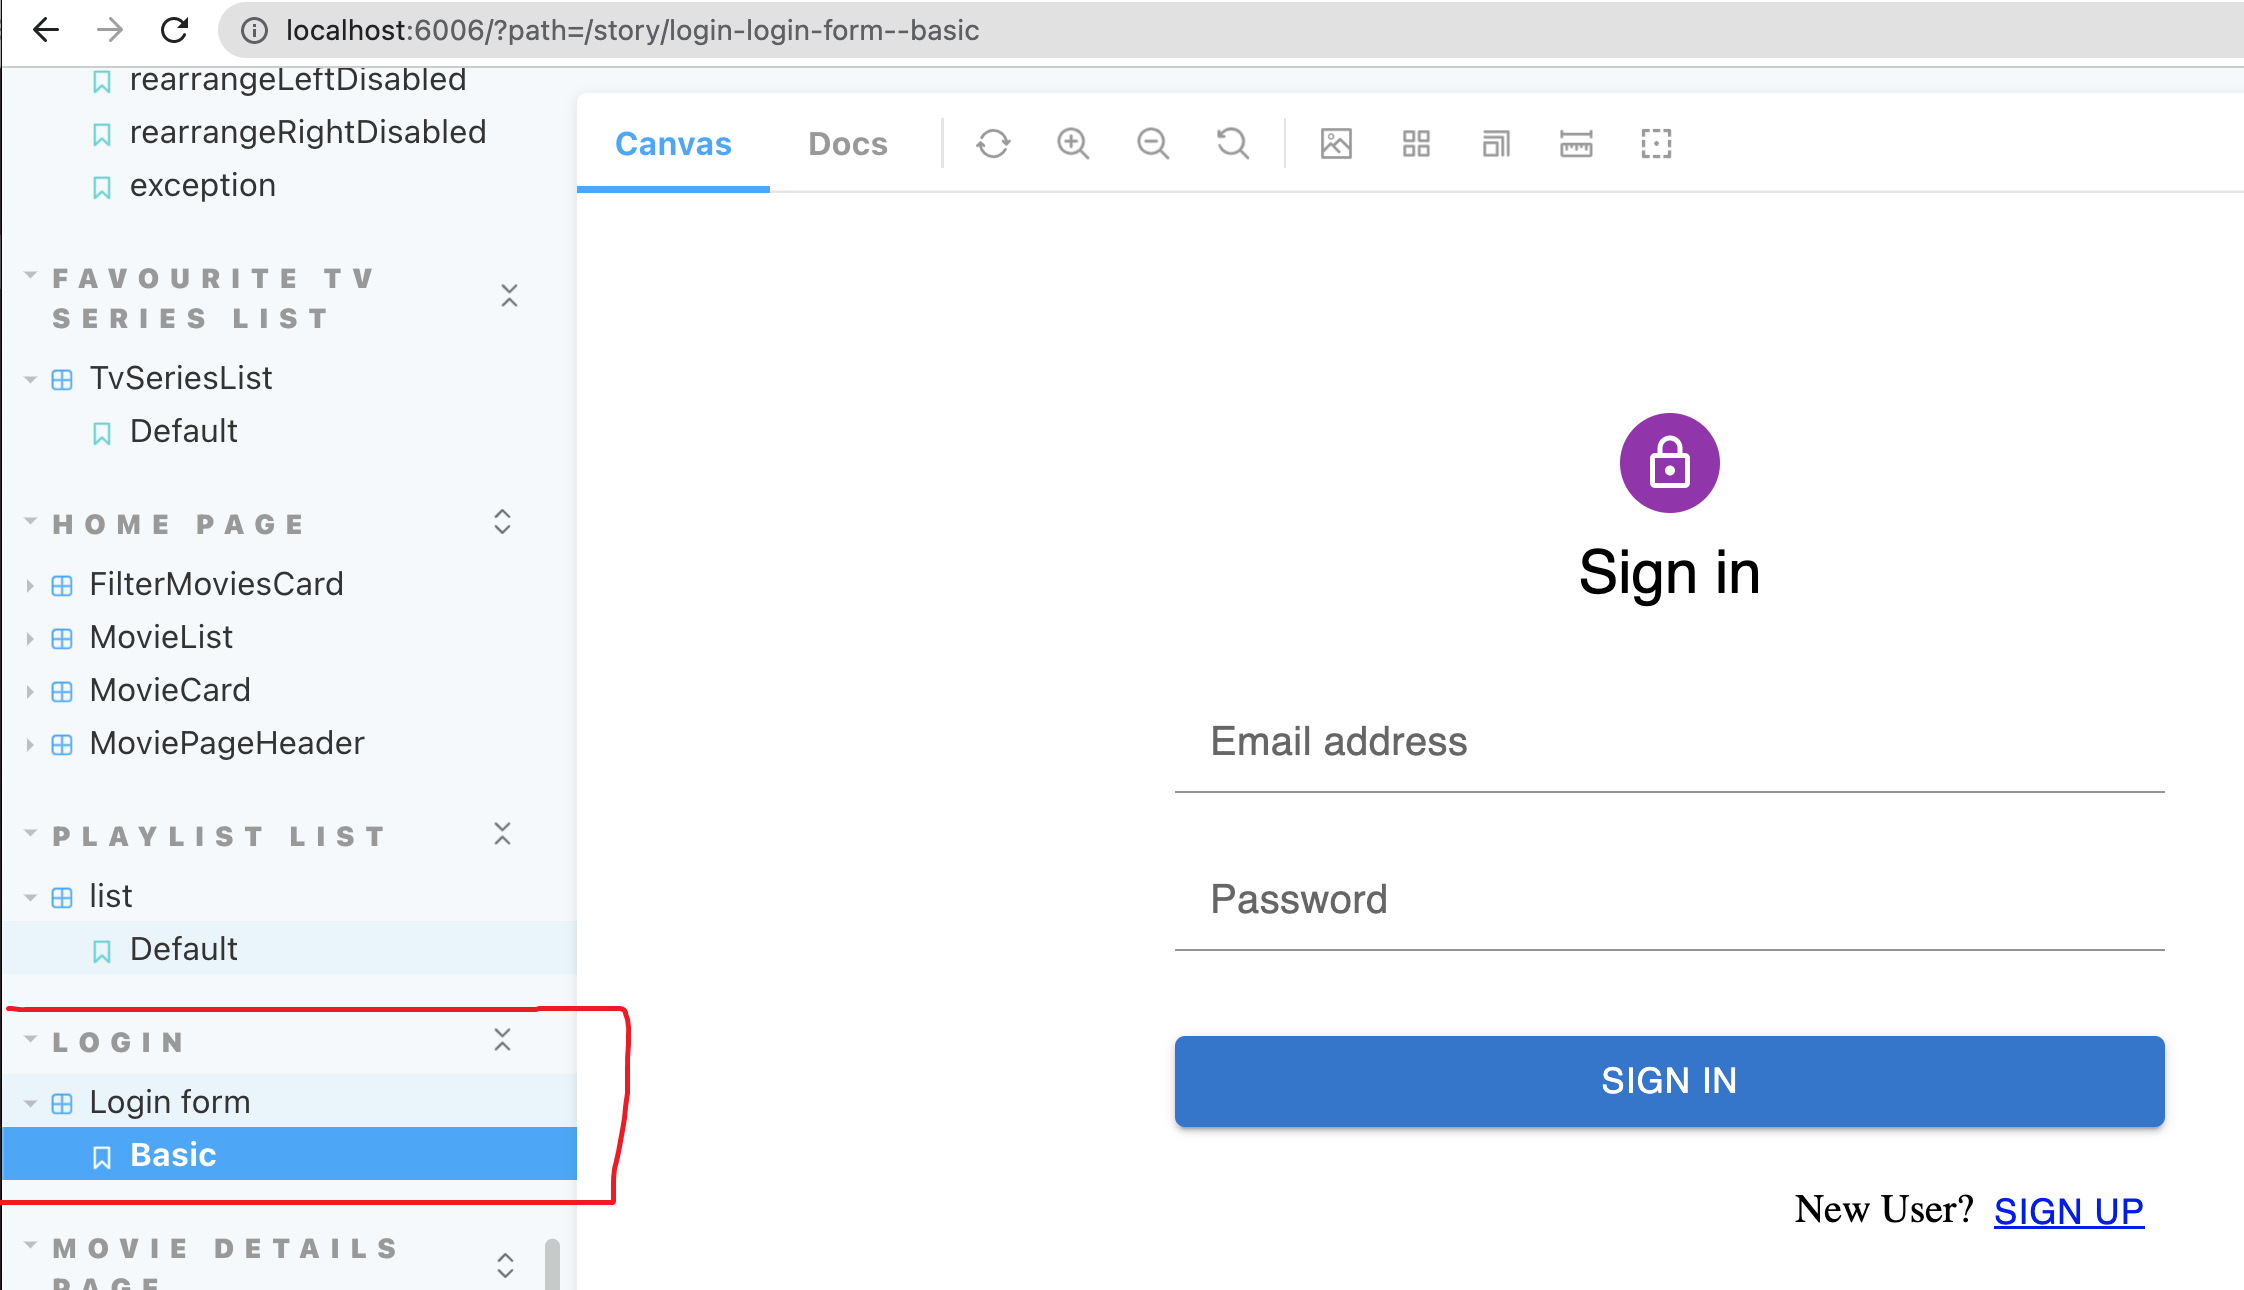 localhost:6006/?path=/story/login-login-form--basic
rearrangeLeftDisabled
rearrangeRightDisabled
exception
FAVOURITE TV
SERIES LIST
TvSeriesList
Default
HOME PAGE
FilterMoviesCard
MovieList
MovieCard
MoviePageHeader
PLAYLIST LIST
list
Default
LOGIN
Login form
Basic
MOVIE DETAILS
PAGE
Canvas
Docs
Sign in
Email address
Password
SIGN IN
New User? SIGN UP